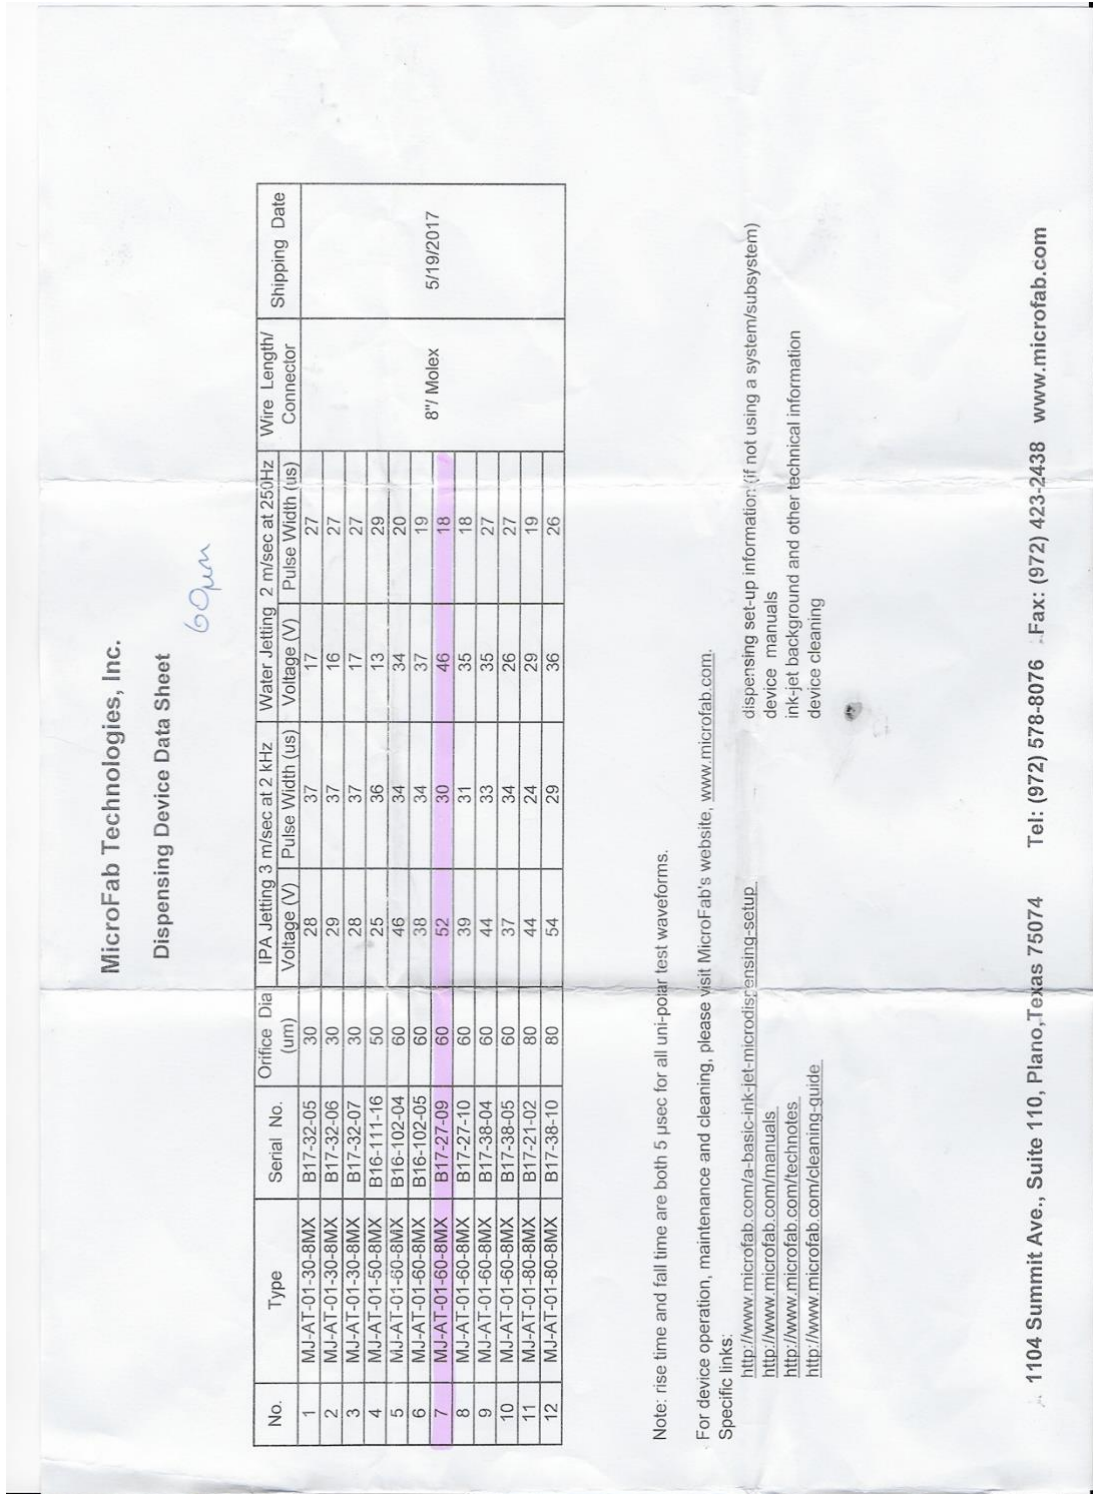 MicroFab Technologies, Inc.
Dispensing Device Data Sheet
60µm
No. Type Serial No. Orifice Dia (um) IPA Jetting 3 m/sec at 2 kHz Water Jetting 2 m/sec at 250Hz Wire Length/ Connector Shipping Date
Voltage (V) Pulse Width (us) Voltage (V) Pulse Width (us)
1 MJ-AT-01-30-8MX B17-32-05 30 28 37 17 27
2 MJ-AT-01-30-8MX B17-32-06 30 29 37 16 27
3 MJ-AT-01-30-8MX B17-32-07 30 28 37 17 27
4 MJ-AT-01-50-8MX B16-111-16 50 25 36 13 29
5 MJ-AT-01-60-8MX B16-102-04 60 46 34 34 20
6 MJ-AT-01-60-8MX B16-102-05 60 38 34 37 19
7 MJ-AT-01-60-8MX B17-27-09 60 52 30 46 18 8"/ Molex 5/19/2017
8 MJ-AT-01-60-8MX B17-27-10 60 39 31 35 18
9 MJ-AT-01-60-8MX B17-38-04 60 44 33 35 27
10 MJ-AT-01-60-8MX B17-38-05 60 37 34 26 27
11 MJ-AT-01-80-8MX B17-21-02 80 44 24 29 19
12 MJ-AT-01-80-8MX B17-38-10 80 54 29 36 26
Note: rise time and fall time are both 5 µsec for all uni-polar test waveforms.
For device operation, maintenance and cleaning, please visit MicroFab's website, www.microfab.com.
Specific links:
http://www.microfab.com/a-basic-ink-jet-microdispensing-setup dispensing set-up information (if not using a system/subsystem)
http://www.microfab.com/manuals device manuals
http://www.microfab.com/technotes ink-jet background and other technical information
http://www.microfab.com/cleaning-guide device cleaning
1104 Summit Ave., Suite 110, Plano,Texas 75074 Tel: (972) 578-8076 Fax: (972) 423-2438 www.microfab.com